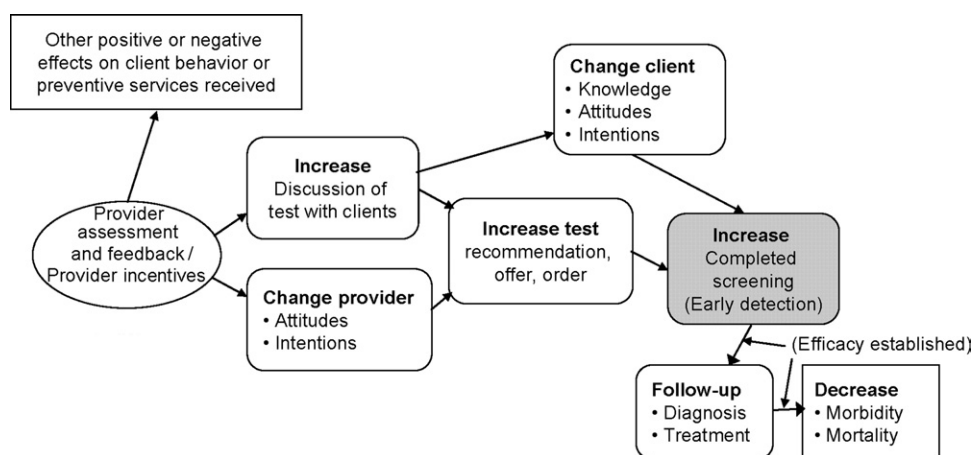 Other positive or negative
effects on client behavior or
preventive services received
Change client
• Knowledge
• Attitudes
• Intentions
Increase
Discussion of
test with clients
Provider
assessment
and feedback /
Provider incentives
Increase test
recommendation,
offer, order
Increase
Completed
screening
(Early detection)
Change provider
• Attitudes
• Intentions
(Efficacy established)
Follow-up
• Diagnosis
• Treatment
Decrease
• Morbidity
• Mortality